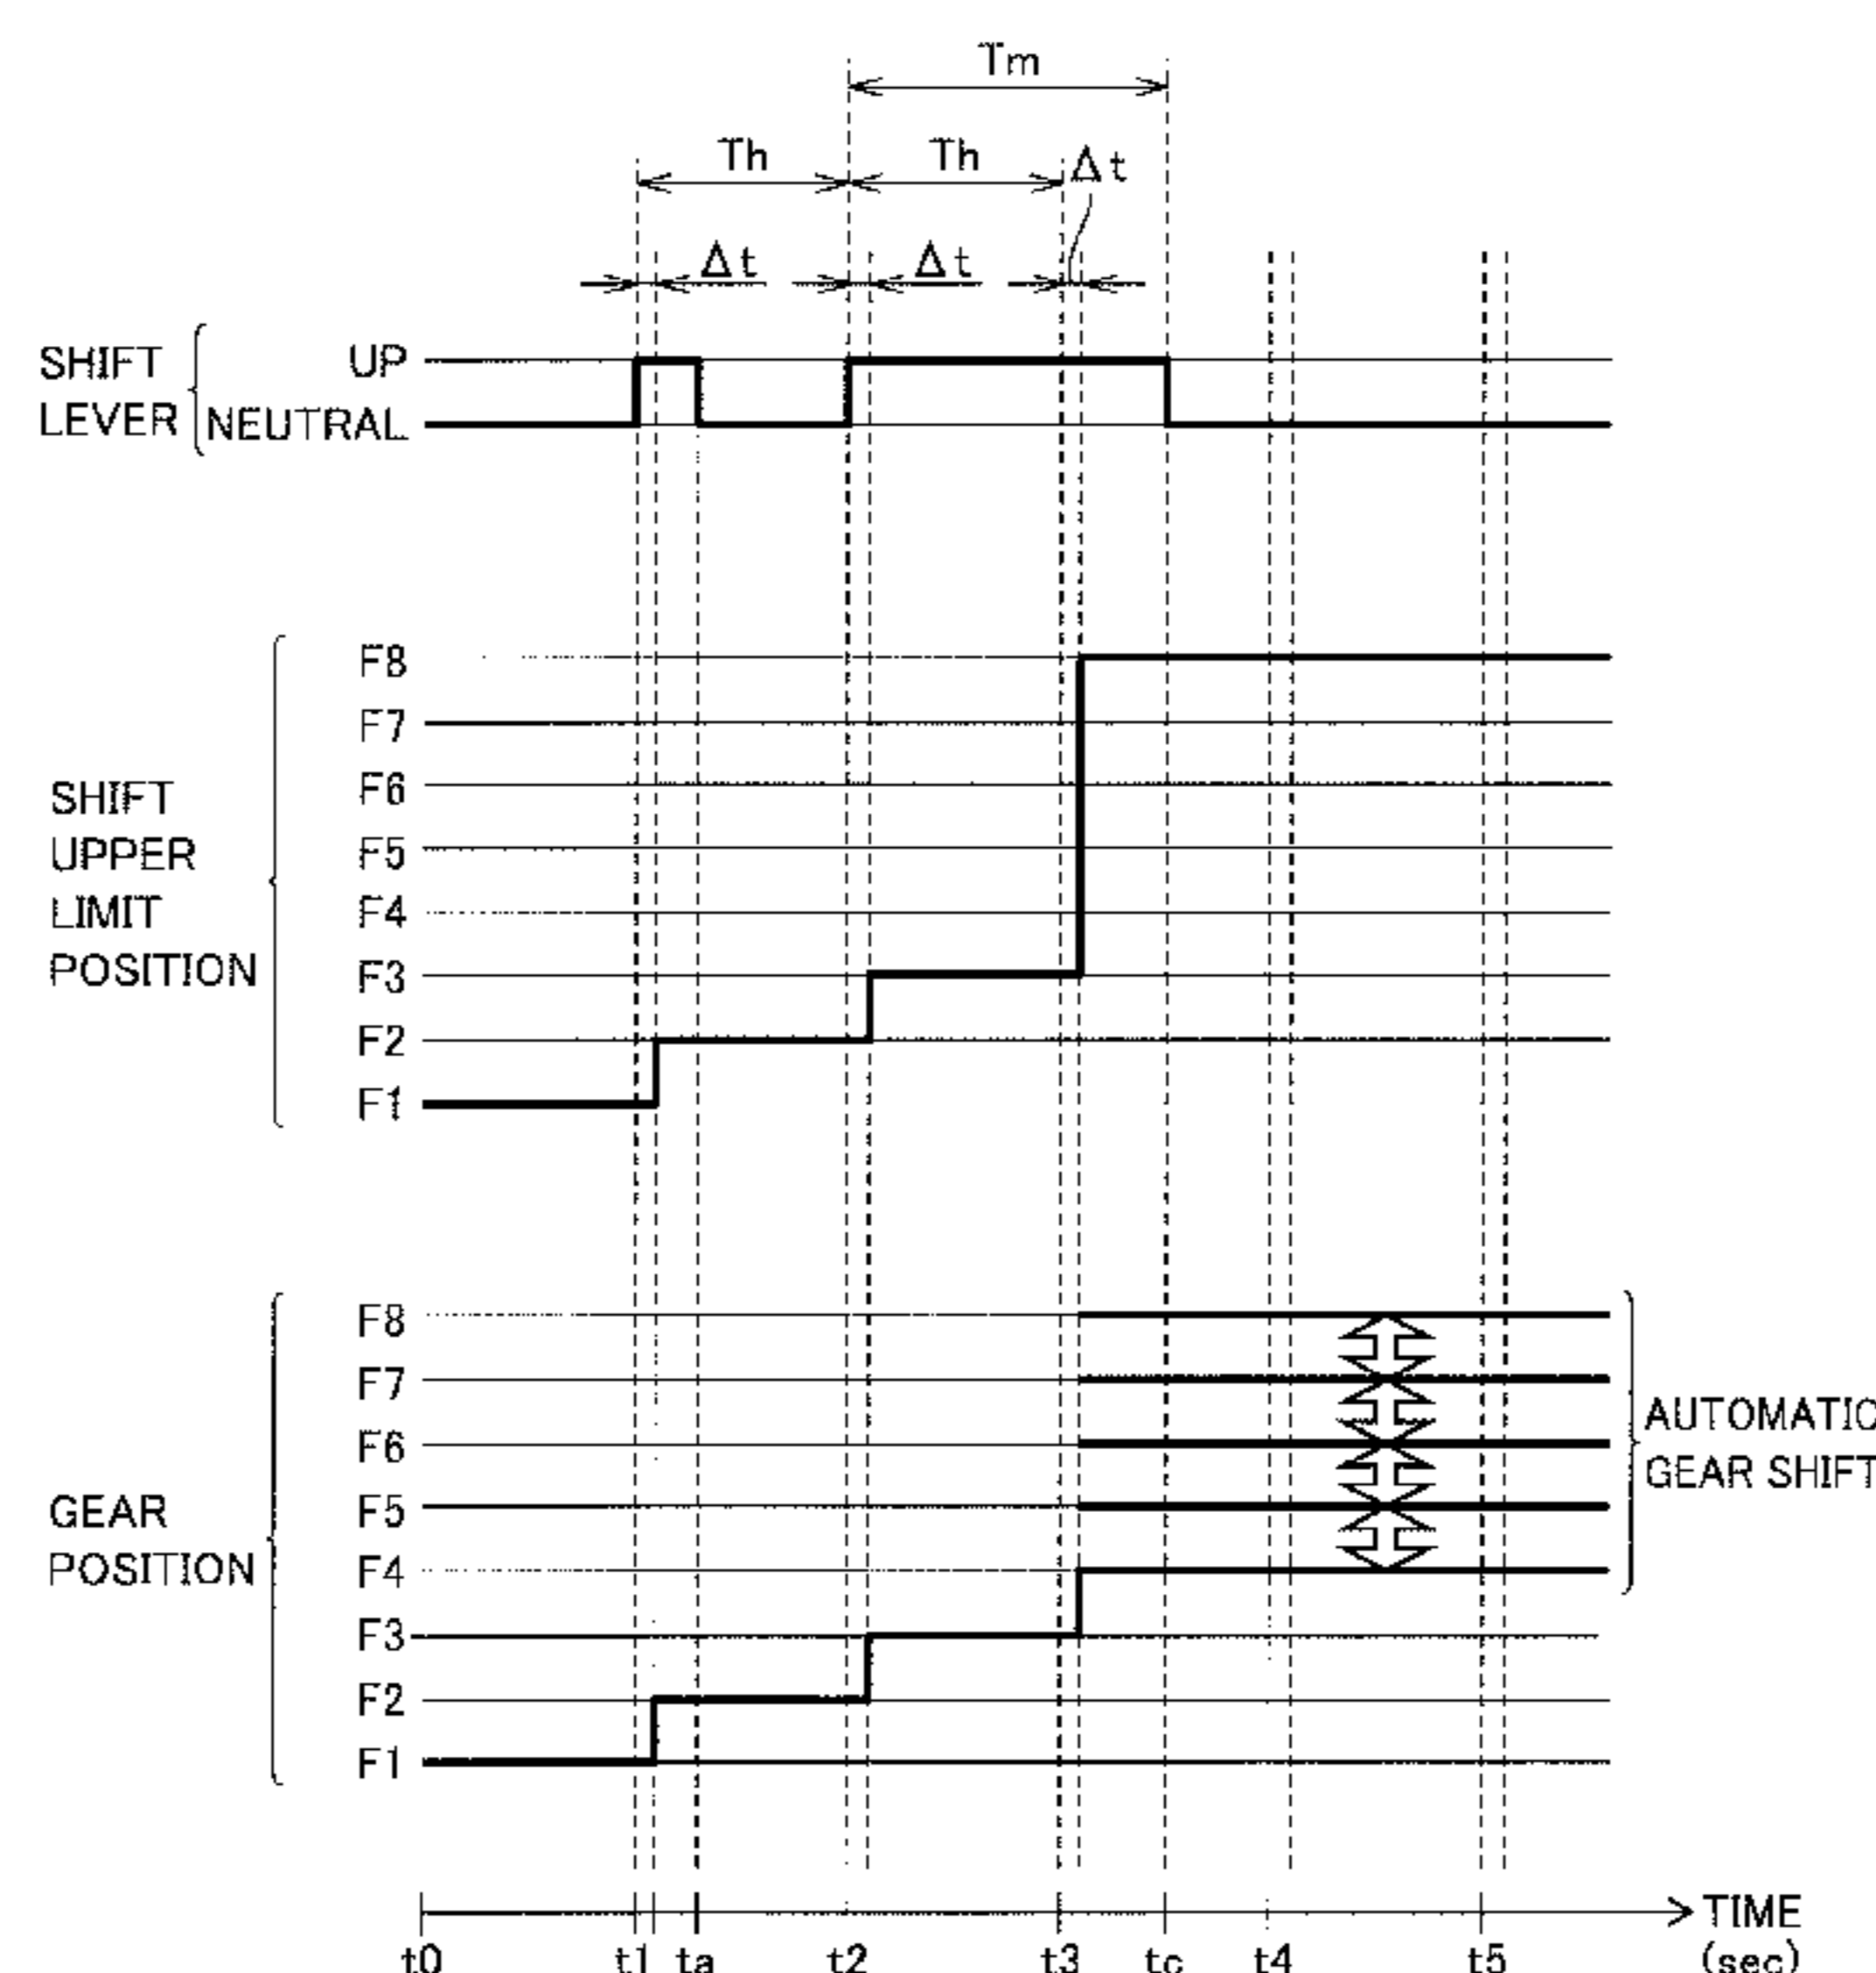 Tm
Th Th Δt
Δt Δt
SHIFT LEVER
UP
NEUTRAL
SHIFT UPPER LIMIT POSITION
F8
F7
F6
F5
F4
F3
F2
F1
GEAR POSITION
F8
F7
F6
F5
F4
F3
F2
F1
AUTOMATIC
GEAR SHIFT
t0 t1 ta t2 t3 tc t4 t5
TIME
(sec)